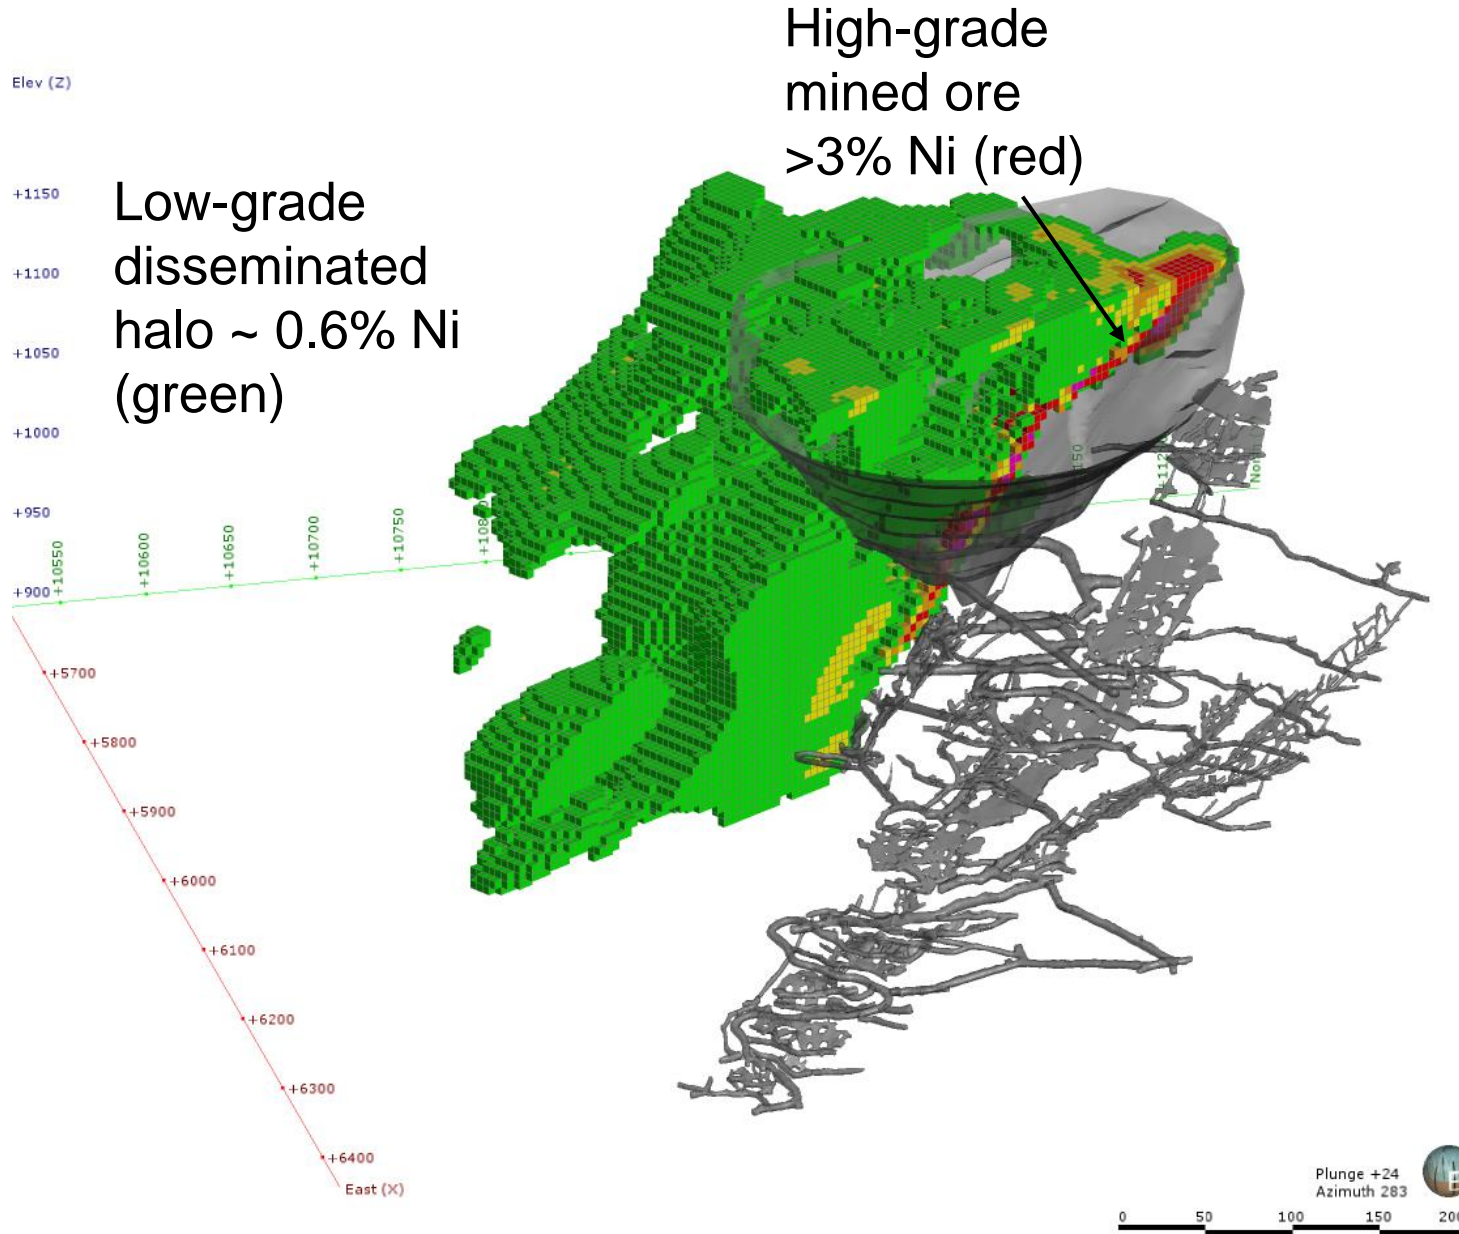 High-grade
mined ore
>3% Ni (red)
Elev (Z)
Low-grade
disseminated
halo ~ 0.6% Ni
(green)
+1150
+1100
+1050
+1000
+950
+900
+10550
+10600
+10650
+10700
+10750
+5700
+5800
+5900
+6000
+6100
+6200
+6300
+6400
East (X)
Plunge +24
Azimuth 283
0 50 100 150